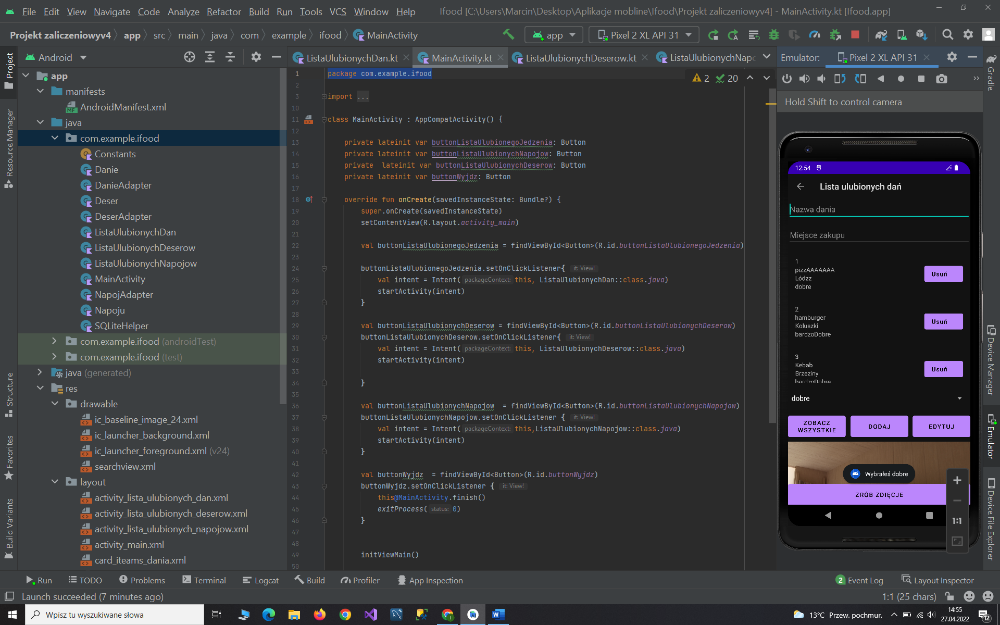 File Edit View Navigate Code Analyze Refactor Build Run Tools VCS Window Help Ifood [C:\Users\Marcin\Desktop\Aplikacje mobline\Ifood\Projekt zaliczeniowyv4] - MainActivity.kt [Ifood.app]
Projekt zaliczeniowyv4 app src main java com example ifood MainActivity app Pixel 2 XL API 31
Android ListaUlubionychDan.kt MainActivity.kt ListaUlubionychDeserow.kt ListaUlubionychNapo Emulator: Pixel 2 XL API 31
Project
Resource Manager
Structure
Favorites
Build Variants
app
manifests
AndroidManifest.xml
java
com.example.ifood
Constants
Danie
DanieAdapter
Deser
DeserAdapter
ListaUlubionychDan
ListaUlubionychDeserow
ListaUlubionychNapojow
MainActivity
NapojAdapter
Napoju
SQLiteHelper
com.example.ifood (androidTest)
com.example.ifood (test)
java (generated)
res
drawable
ic_baseline_image_24.xml
ic_launcher_background.xml
ic_launcher_foreground.xml (v24)
searchview.xml
layout
activity_lista_ulubionych_dan.xml
activity_lista_ulubionych_deserow.xml
activity_lista_ulubionych_napojow.xml
activity_main.xml
card_iteams_dania.xml
2 20
1 package com.example.ifood
2
3 import ...
10
11 class MainActivity : AppCompatActivity() {
12
13 private lateinit var buttonListaUlubionegoJedzenia: Button
14 private lateinit var buttonListaUlubionychNapojow: Button
15 private  lateinit var buttonListaUlubionychDeserow: Button
16 private lateinit var buttonWyjdz: Button
17
18 override fun onCreate(savedInstanceState: Bundle?) {
19 super.onCreate(savedInstanceState)
20 setContentView(R.layout.activity_main)
21
22 val buttonListaUlubionegoJedzenia = findViewById<Button>(R.id.buttonListaUlubionegoJedzenia)
23
24 buttonListaUlubionegoJedzenia.setOnClickListener{ it: View!
25 val intent = Intent( packageContext: this, ListaUlubionychDan::class.java)
26 startActivity(intent)
27 }
28
29 val buttonListaUlubionychDeserow = findViewById<Button>(R.id.buttonListaUlubionychDeserow)
30 buttonListaUlubionychDeserow.setOnClickListener{ it: View!
31 val intent = Intent( packageContext: this, ListaUlubionychDeserow::class.java)
32 startActivity(intent)
33
34 }
35
36 val buttonListaUlubionychNapojow  = findViewById<Button>(R.id.buttonListaUlubionychNapojow)
37 buttonListaUlubionychNapojow.setOnClickListener { it: View!
38 val intent = Intent( packageContext: this,ListaUlubionychNapojow::class.java)
39 startActivity(intent)
40 }
41
42 val buttonWyjdz  = findViewById<Button>(R.id.buttonWyjdz)
43 buttonWyjdz.setOnClickListener { it: View!
44 this@MainActivity.finish()
45 exitProcess( status: 0)
46 }
47
48
49 initViewMain()
50
Hold Shift to control camera
12:54
Lista ulubionych dań
Nazwa dania
Miejsce zakupu
1
pizzAAAAAAA
Lódzz
dobre
Usuń
2
hamburger
Koluszki
bardzoDobre
Usuń
3
Kebab
Brzeziny
bardzoDobre
Usuń
dobre
ZOBACZ
WSZYSTKIE
DODAJ
EDYTUJ
Wybrałeś dobre
ZRÓB ZDIĘCJE
1:1
Gradle
Device Manager
Emulator
Device File Explorer
Run TODO Problems Terminal Logcat Build Profiler App Inspection 2 Event Log Layout Inspector
Launch succeeded (7 minutes ago) 1:1 (25 chars)
Wpisz tu wyszukiwane słowa
13°C Przew. pochmur.
14:55
27.04.2022
12